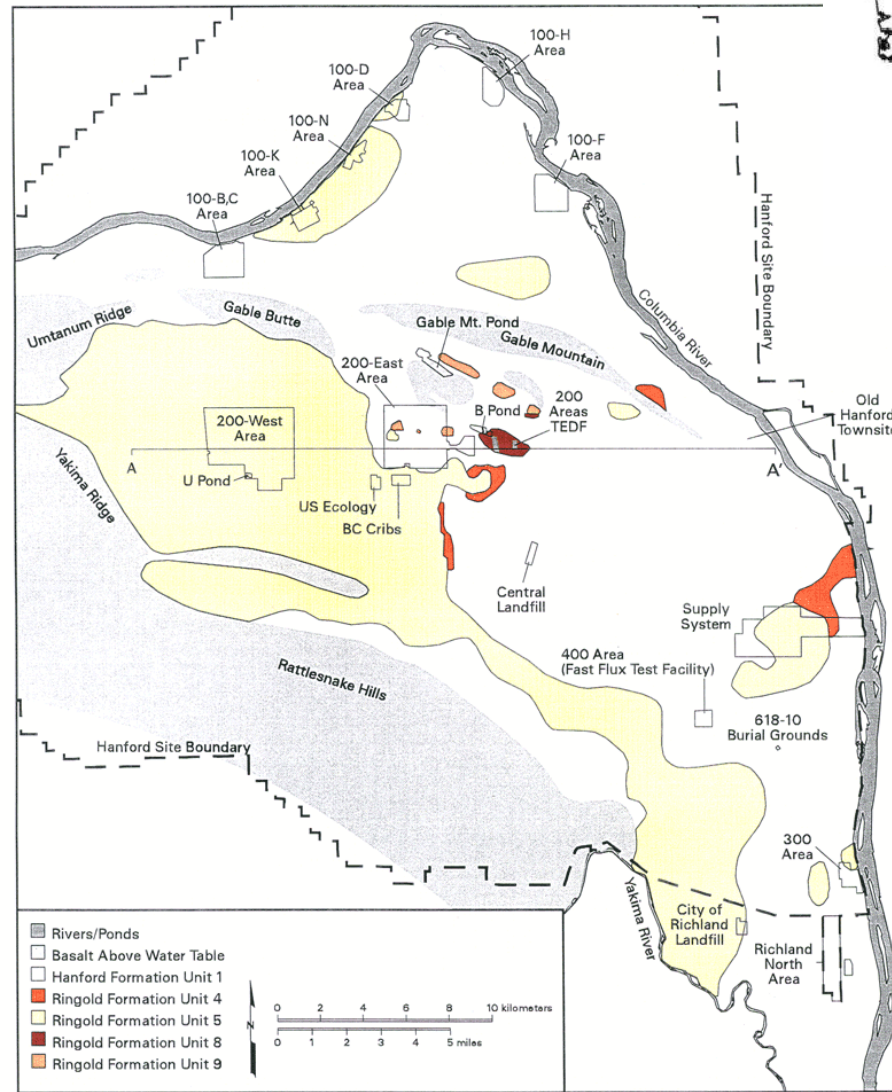 100-H
Area
100-D
Area
100-N
Area
100-K
Area
100-B,C
Area
100-F
Area
Hanford Site Boundary
Columbia River
Umtanum Ridge
Gable Butte
Gable Mt. Pond
Gable Mountain
200-East
Area
200-West
Area
B Pond
200
Areas
TEDF
Old
Hanford
Townsite
A
A'
U Pond
Yakima Ridge
US Ecology
BC Cribs
Central
Landfill
Supply
System
400 Area
(Fast Flux Test Facility)
Rattlesnake Hills
618-10
Burial Grounds
Hanford Site Boundary
300
Area
Yakima River
City of
Richland
Landfill
Richland
North
Area
Rivers/Ponds
Basalt Above Water Table
Hanford Formation Unit 1
Ringold Formation Unit 4
Ringold Formation Unit 5
Ringold Formation Unit 8
Ringold Formation Unit 9
N
0 2 4 6 8 10 kilometers
0 1 2 3 4 5 miles